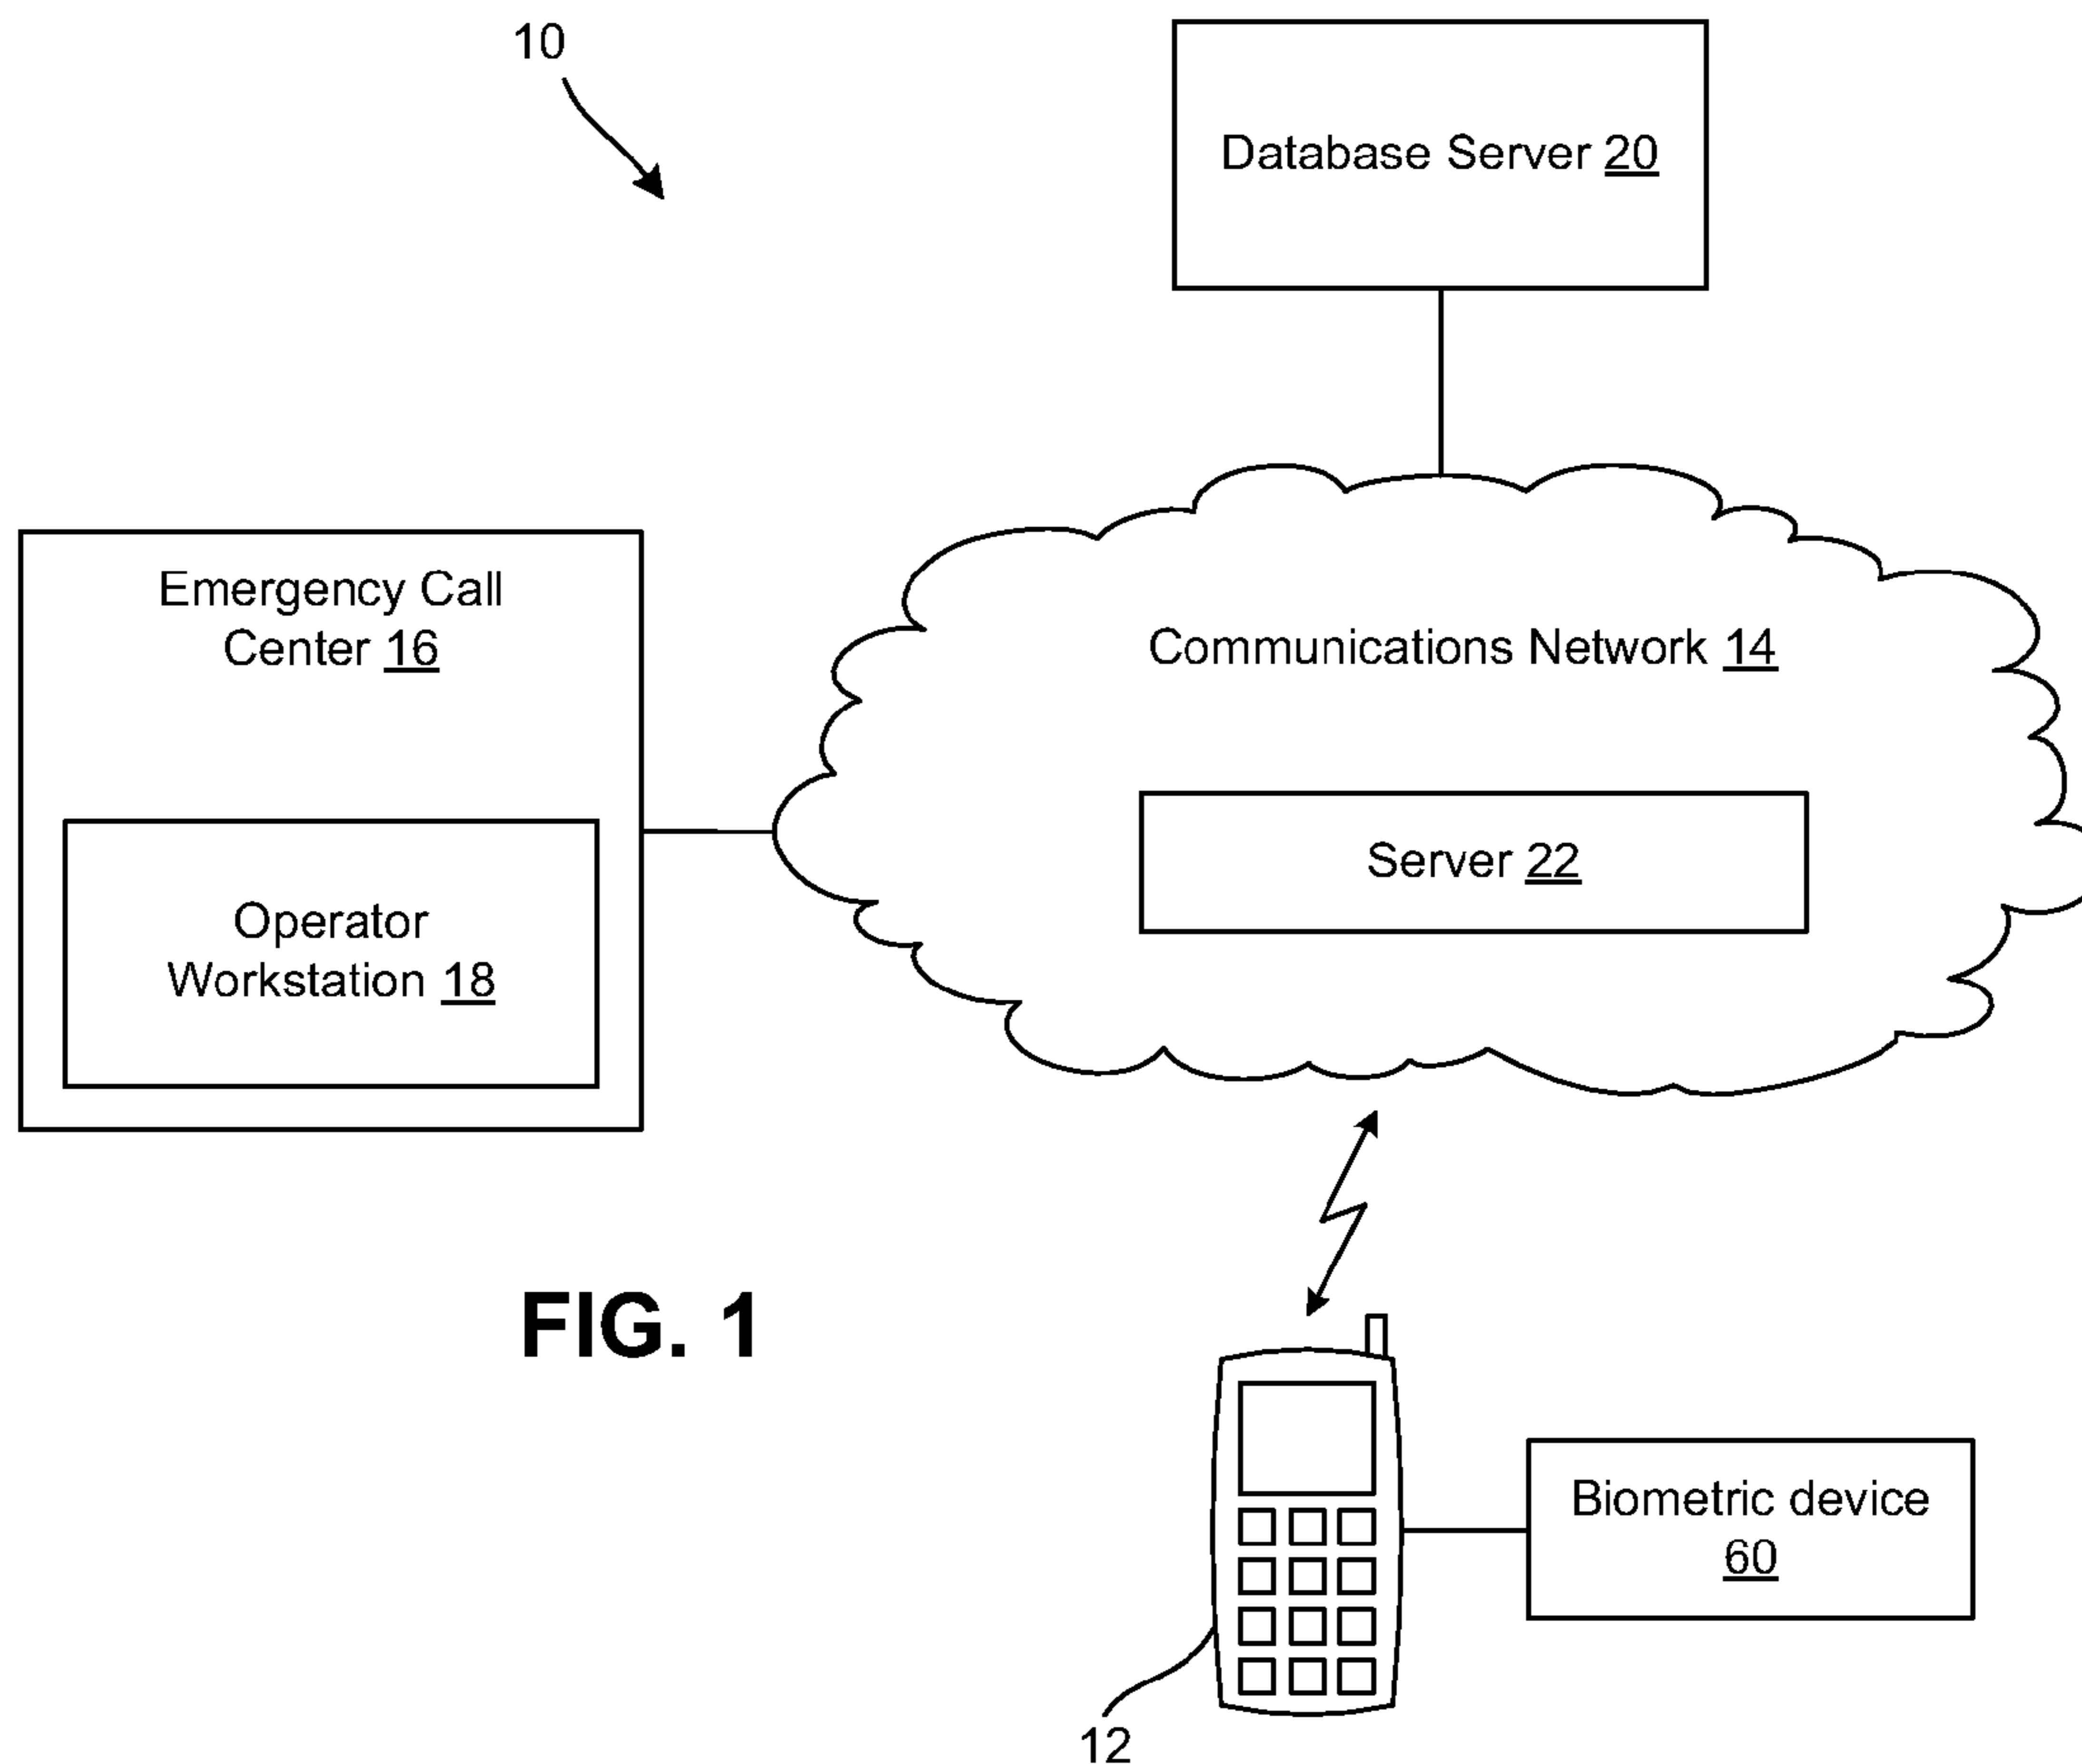 10
Database Server 20
Emergency Call
Center 16
Communications Network 14
Server 22
Operator
Workstation 18
FIG. 1
Biometric device
60
12